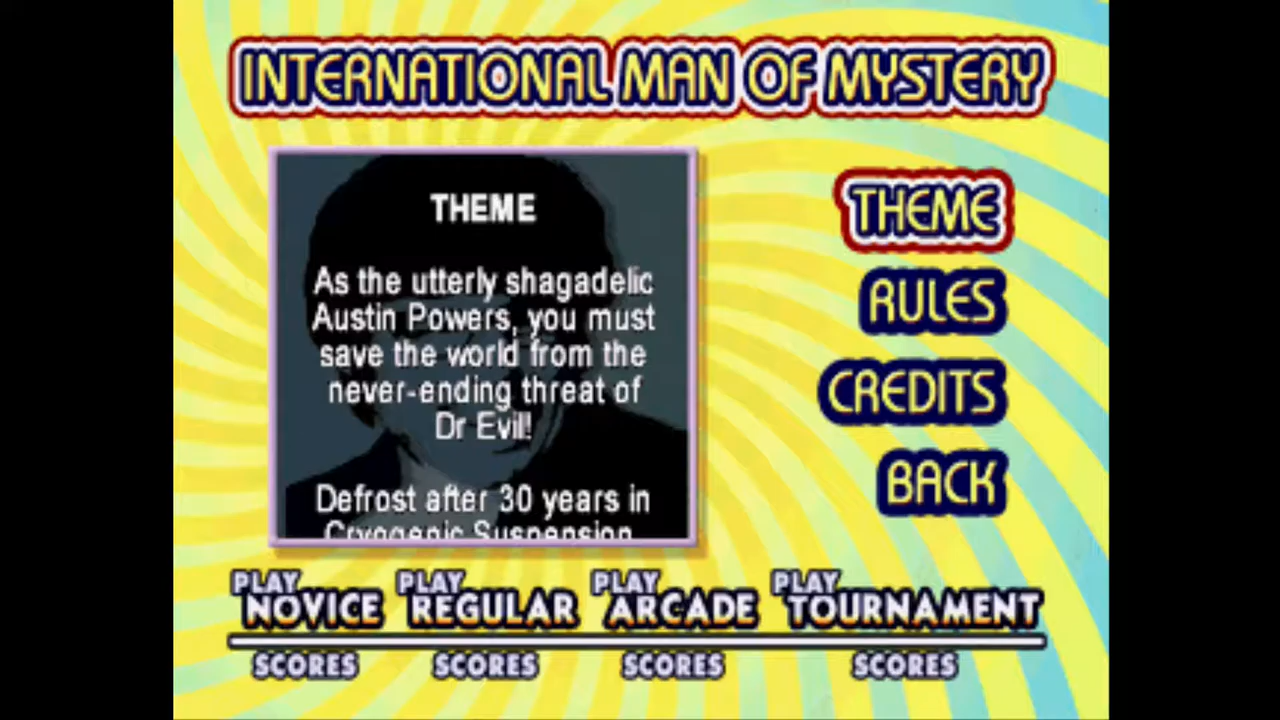 INTERNATIONAL MAN OF MYSTERY
THEME
As the utterly shagadelic
Austin Powers, you must
save the world from the
never-ending threat of
Dr Evil!
Defrost after 30 years in
Cryogenic Suspension
THEME
RULES
CREDITS
BACK
PLAY NOVICE
PLAY REGULAR
PLAY ARCADE
PLAY TOURNAMENT
SCORES
SCORES
SCORES
SCORES